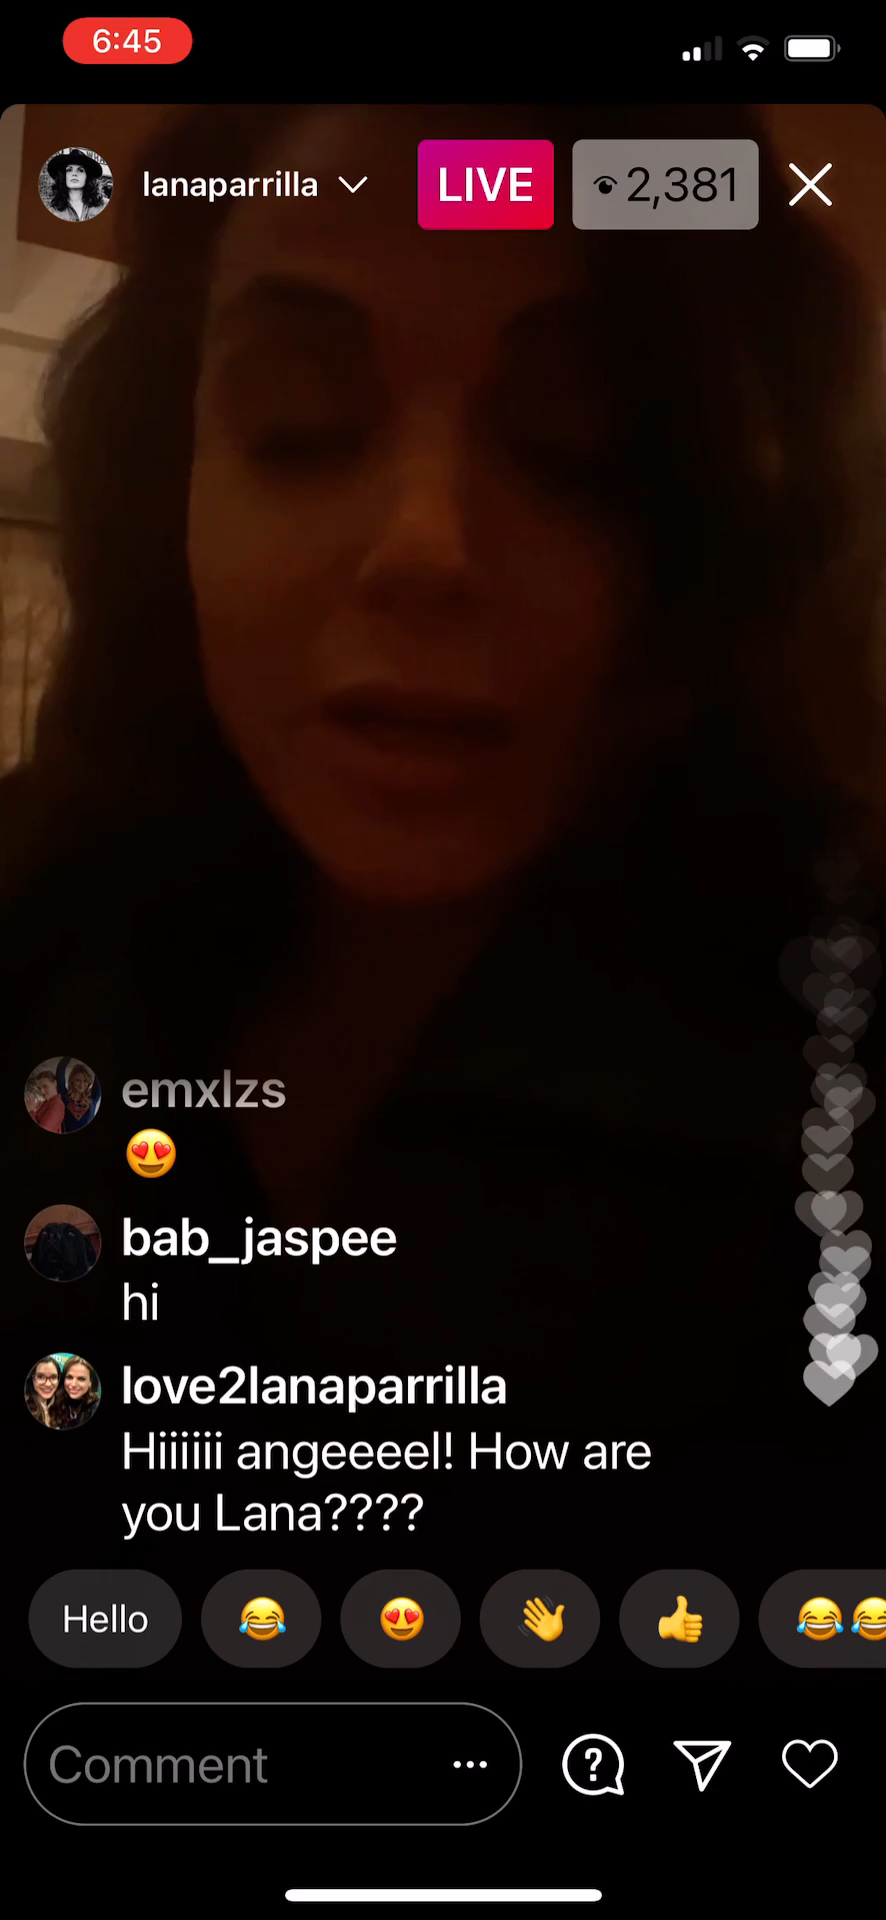 6:45
lanaparrilla
LIVE
2,381
emxlzs
😍
bab_jaspee
hi
love2lanaparrilla
Hiiiiii angeeeel! How are
you Lana????
Hello 😂 😍 👋 👍 😂😂
Comment